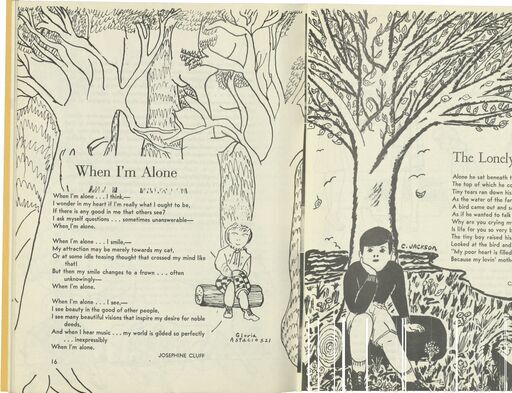 When I'm Alone
When I'm alone . . . I think,—
I wonder in my heart if I'm really what I ought to be,
If there is any good in me that others see?
I ask myself questions . . . sometimes unanswerable—
When I'm alone.
When I'm alone . . . I smile,—
My attraction may be merely towards my cat,
Or at some idle teasing thought that crossed my mind like
that!
But then my smile changes to a frown . . . often
unknowingly—
When I'm alone.
When I'm alone . . . I see,—
I see beauty in the good of other people,
I see many beautiful visions that inspire my desire for noble
deeds,
And when I hear music . . . my world is gilded so perfectly
. . . inexpressibly
When I'm alone.
JOSEPHINE CLUFF
16
Gloria
ASTACIO 521
The Lonely
Alone he sat beneath t
The top of which he co
Tiny tears ran down his
As the water of the far
A bird came out and s
As if he wanted to talk
Why are you crying m
Is life for you so very b
The tiny boy raised his
Looked at the bird and
"My poor heart is filled
Because my lovin' moth
C. JACKSON